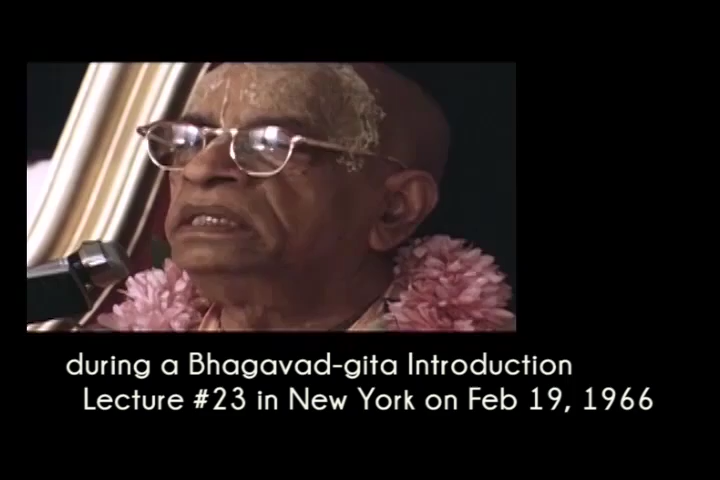 during a Bhagavad-gita Introduction
Lecture #23 in New York on Feb 19, 1966